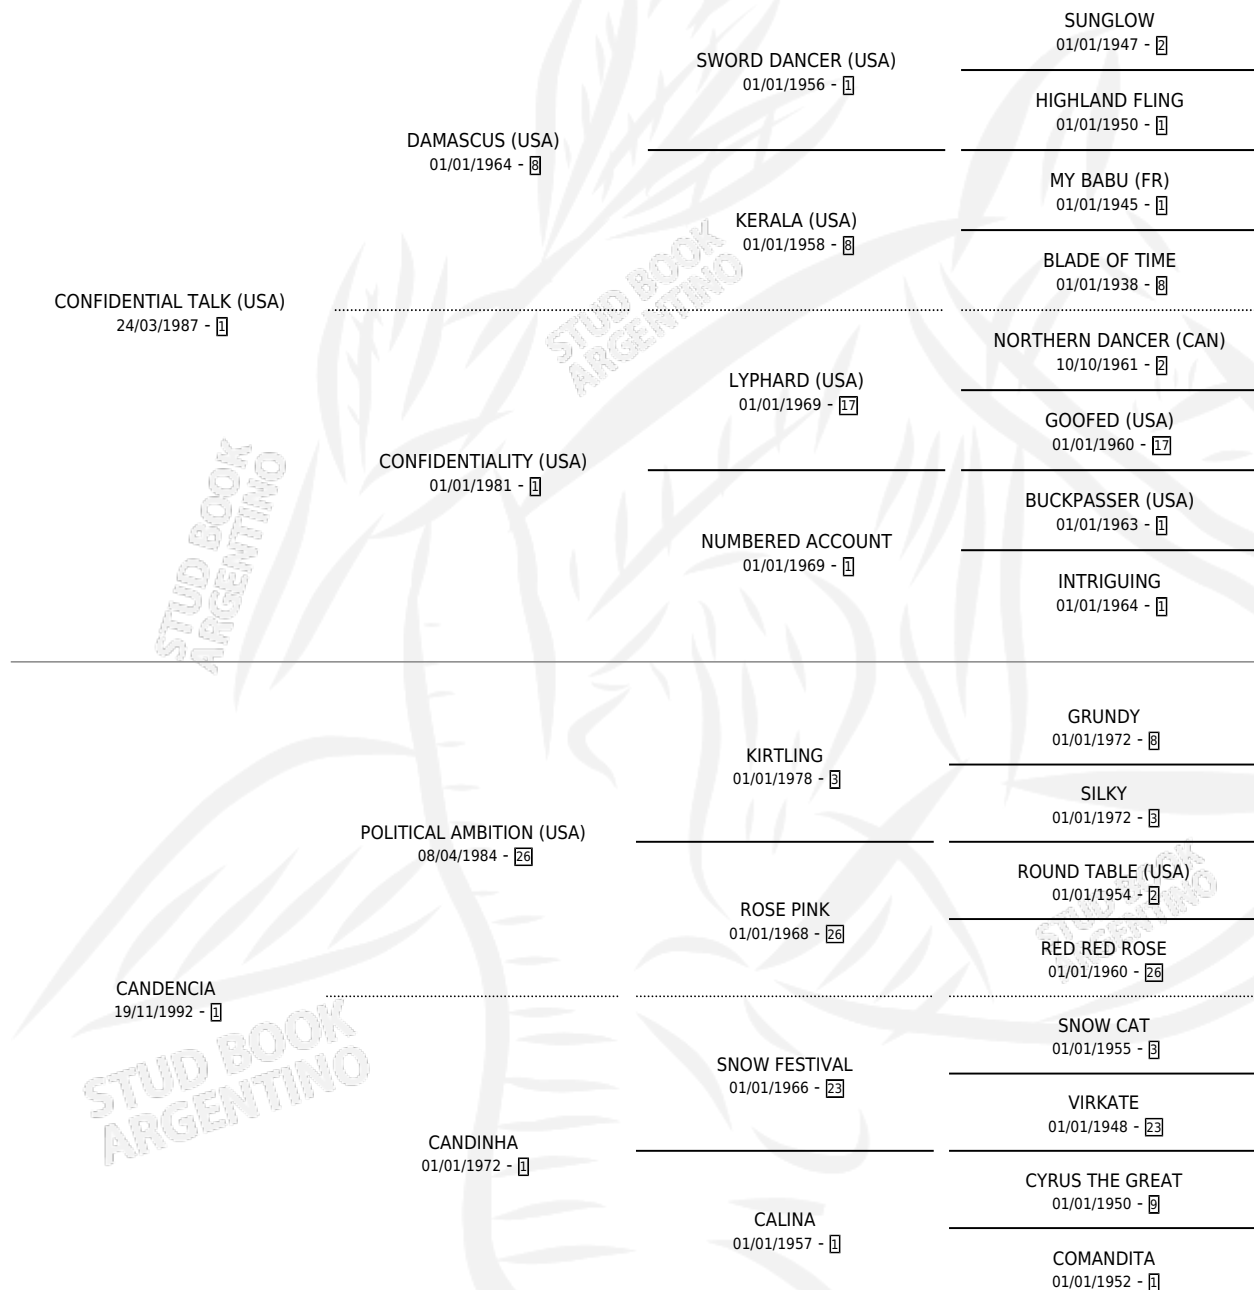 SUNGLOW
01/01/1947 - 2
SWORD DANCER (USA)
01/01/1956 - 1
HIGHLAND FLING
01/01/1950 - 1
DAMASCUS (USA)
01/01/1964 - 8
MY BABU (FR)
01/01/1945 - 1
KERALA (USA)
01/01/1958 - 8
BLADE OF TIME
01/01/1938 - 8
CONFIDENTIAL TALK (USA)
24/03/1987 - 1
NORTHERN DANCER (CAN)
10/10/1961 - 2
LYPHARD (USA)
01/01/1969 - 17
GOOFED (USA)
01/01/1960 - 17
CONFIDENTIALITY (USA)
01/01/1981 - 1
BUCKPASSER (USA)
01/01/1963 - 1
NUMBERED ACCOUNT
01/01/1969 - 1
INTRIGUING
01/01/1964 - 1
GRUNDY
01/01/1972 - 8
KIRTLING
01/01/1978 - 3
SILKY
01/01/1972 - 3
POLITICAL AMBITION (USA)
08/04/1984 - 26
ROUND TABLE (USA)
01/01/1954 - 2
ROSE PINK
01/01/1968 - 26
RED RED ROSE
01/01/1960 - 26
CANDENCIA
19/11/1992 - 1
SNOW CAT
01/01/1955 - 3
SNOW FESTIVAL
01/01/1966 - 23
VIRKATE
01/01/1948 - 23
CANDINHA
01/01/1972 - 1
CYRUS THE GREAT
01/01/1950 - 9
CALINA
01/01/1957 - 1
COMANDITA
01/01/1952 - 1
STUD BOOK
ARGENTINO
STUD BOOK
ARGENTINO
STUD BOOK
ARGENTINO
STUD BOOK
ARGENTINO